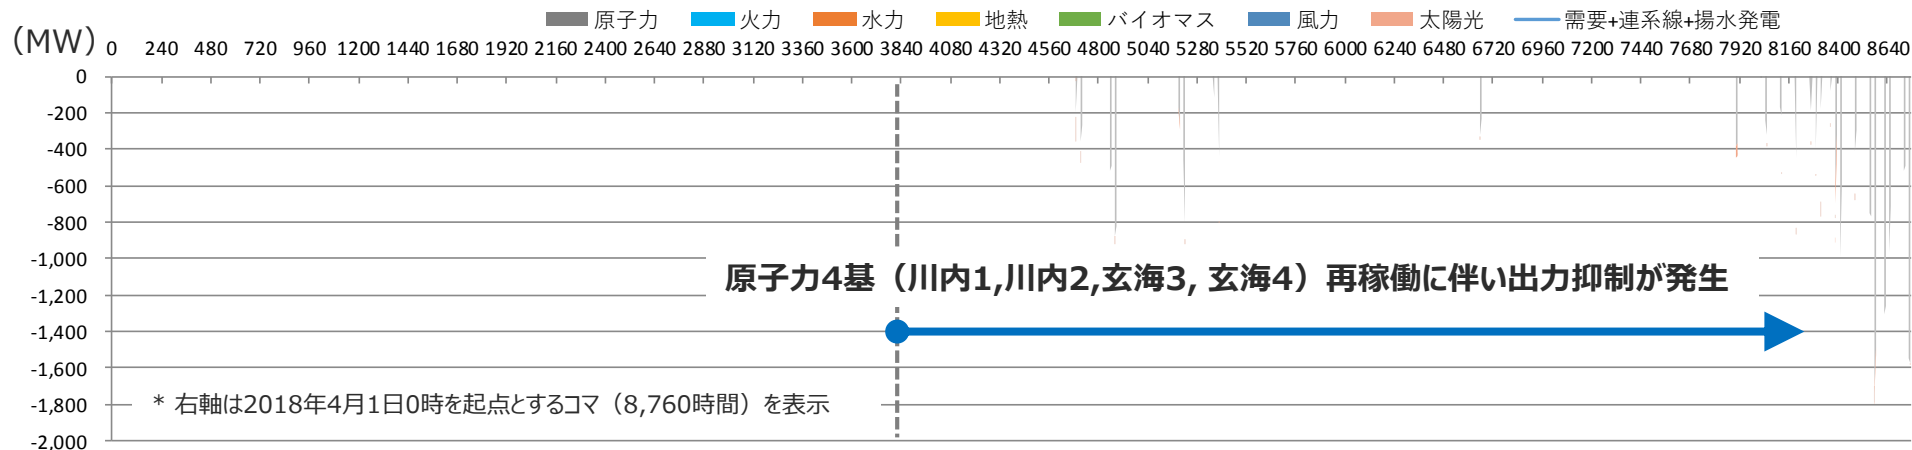 原子力 火力 水力 地熱 バイオマス 風力 太陽光 需要+連系線+揚水発電
（MW）
0 240 480 720 960 1200 1440 1680 1920 2160 2400 2640 2880 3120 3360 3600 3840 4080 4320 4560 4800 5040 5280 5520 5760 6000 6240 6480 6720 6960 7200 7440 7680 7920 8160 8400 8640
0
-200
-400
-600
-800
-1,000
原子力4基（川内1,川内2,玄海3, 玄海4）再稼働に伴い出力抑制が発生
-1,200
-1,400
-1,600
* 右軸は2018年4月1日0時を起点とするコマ（8,760時間）を表示
-1,800
-2,000